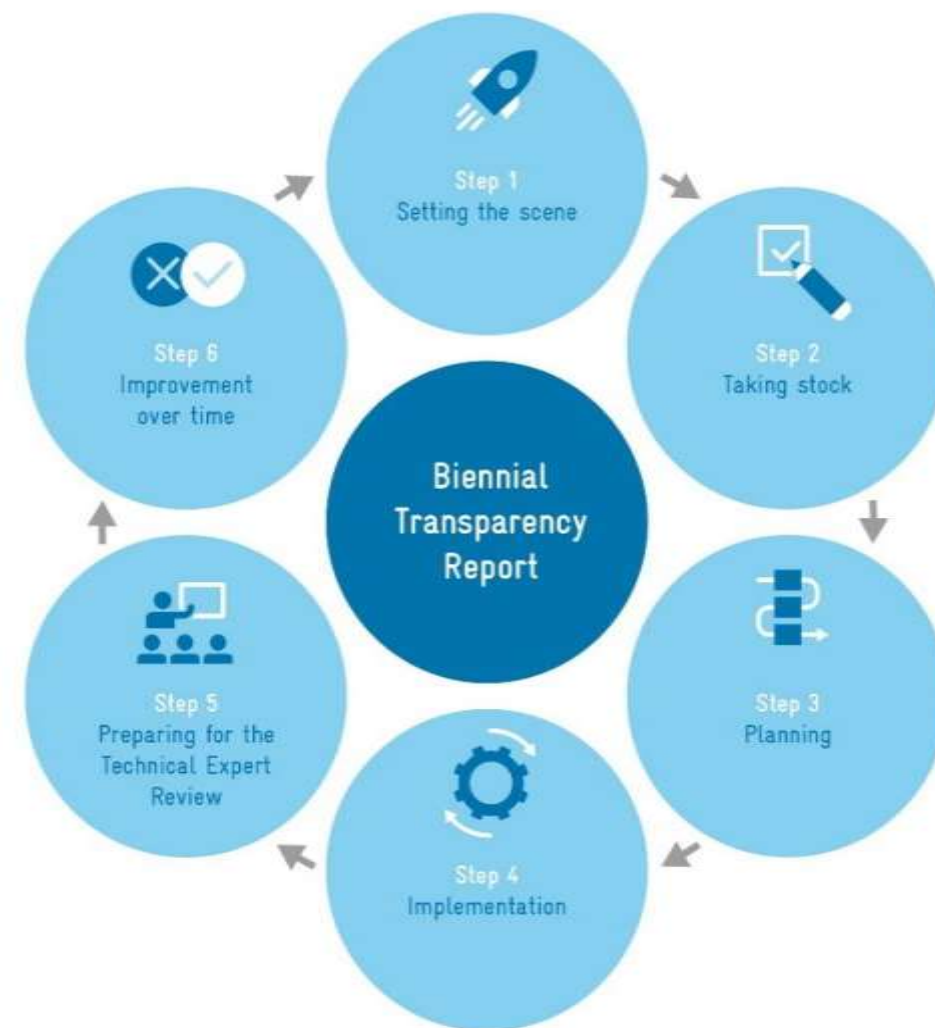 Step 1
Setting the scene
Step 2
Taking stock
Step 3
Planning
Step 4
Implementation
Step 5
Preparing for the
Technical Expert
Review
Step 6
Improvement
over time
Biennial
Transparency
Report